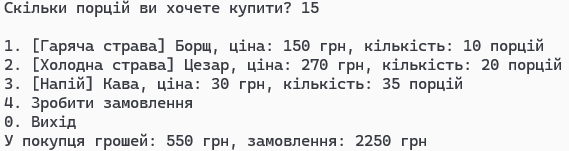 Скільки порцій ви хочете купити? 15
1. [Гаряча страва] Борщ, ціна: 150 грн, кількість: 10 порцій
2. [Холодна страва] Цезар, ціна: 270 грн, кількість: 20 порцій
3. [Напій] Кава, ціна: 30 грн, кількість: 35 порцій
4. Зробити замовлення
0. Вихід
У покупця грошей: 550 грн, замовлення: 2250 грн